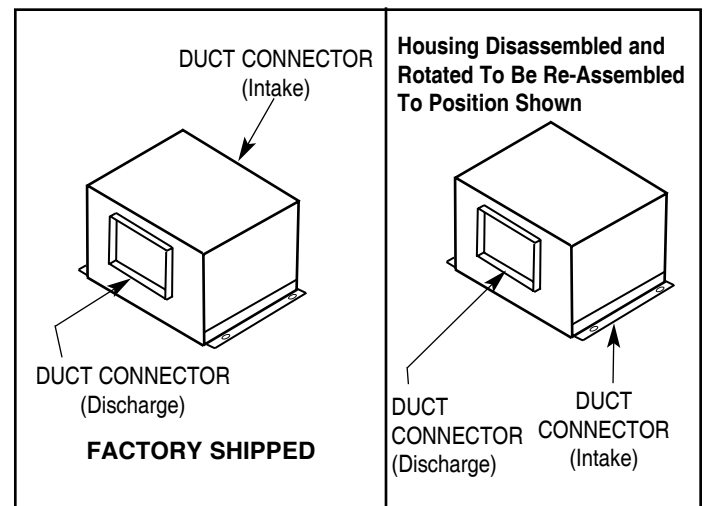 DUCT CONNECTOR
(Intake)
DUCT CONNECTOR
(Discharge)
FACTORY SHIPPED
Housing Disassembled and
Rotated To Be Re-Assembled
To Position Shown
DUCT
CONNECTOR
(Discharge)
DUCT
CONNECTOR
(Intake)